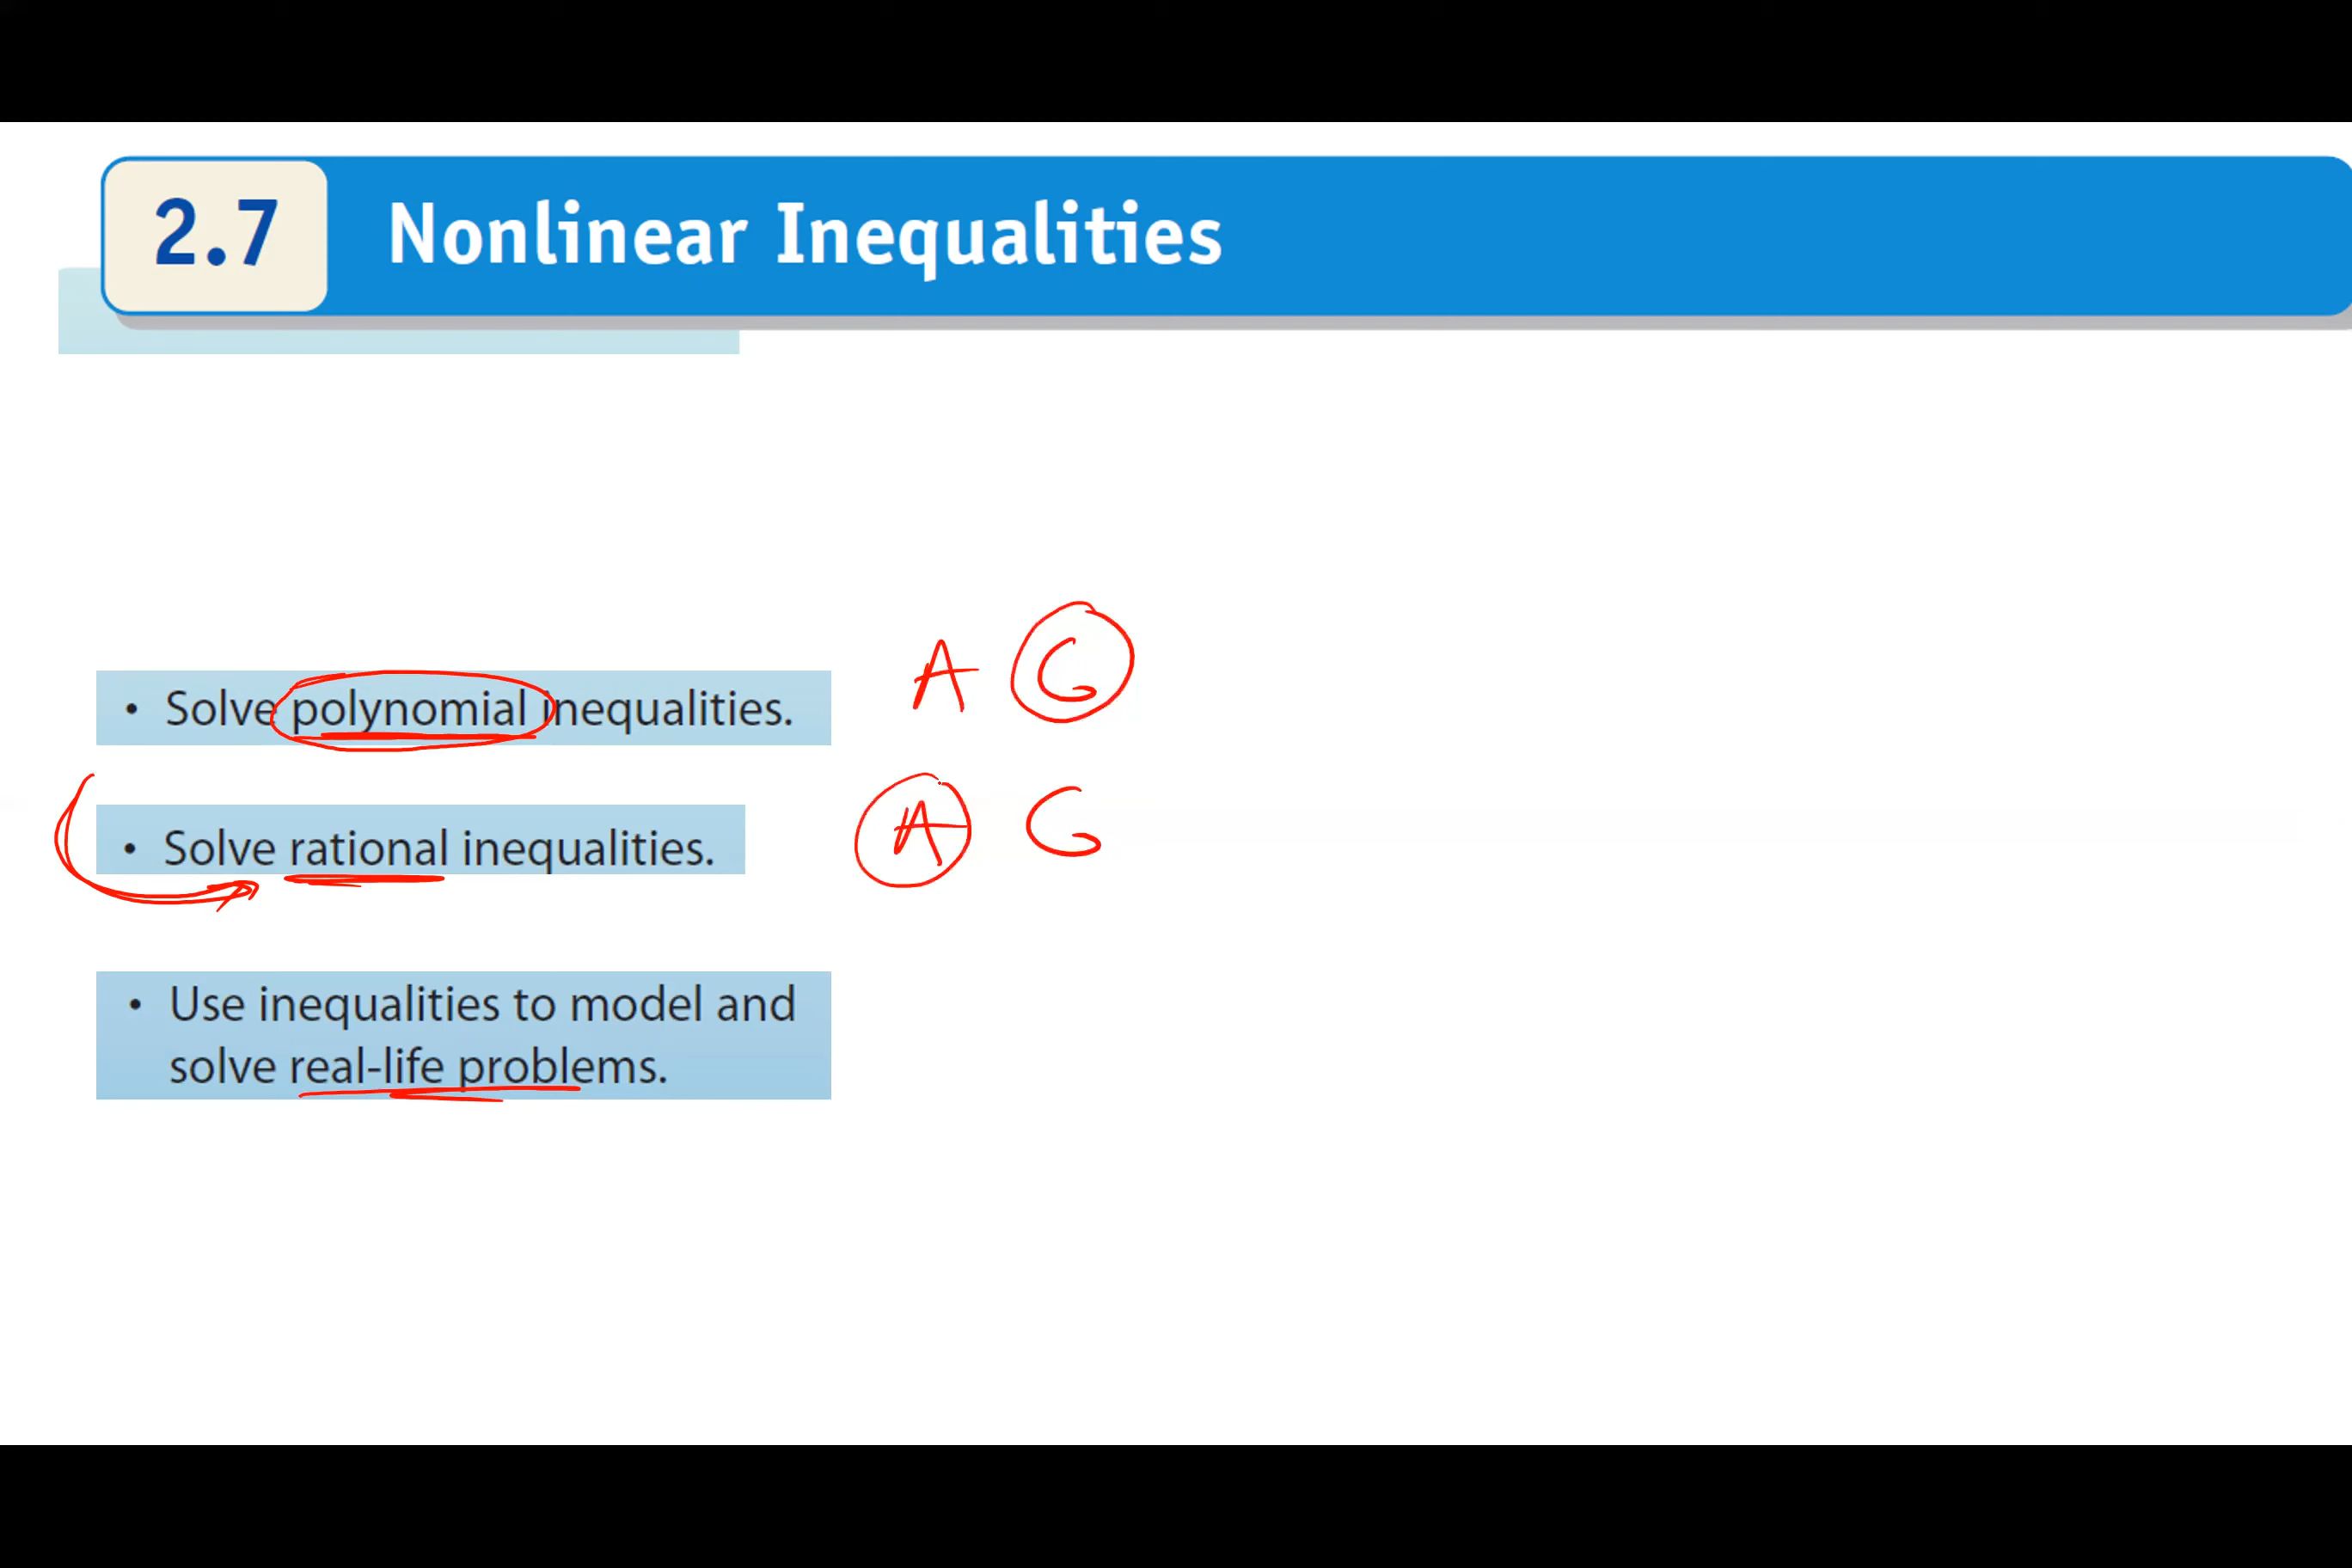 2.7 Nonlinear Inequalities
• Solve polynomial inequalities. A G
• Solve rational inequalities. A G
• Use inequalities to model and
solve real-life problems.